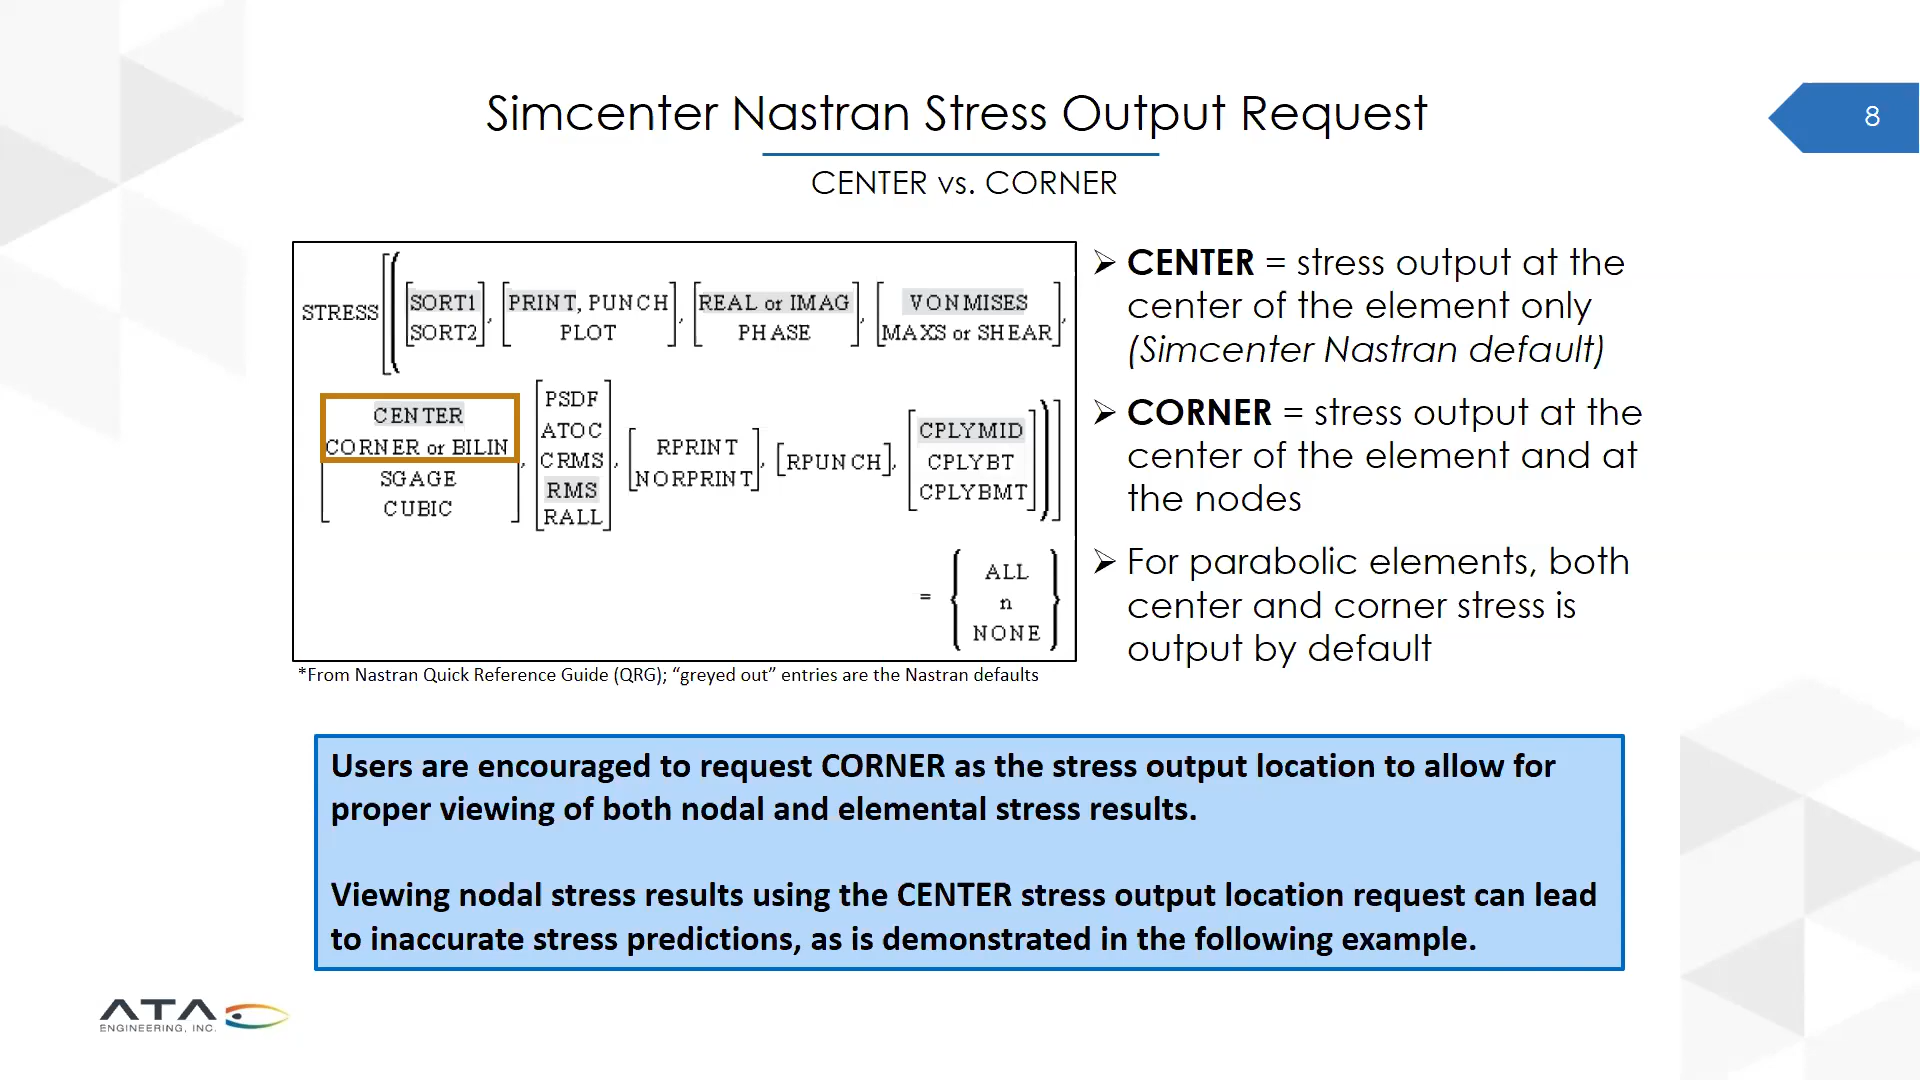 Simcenter Nastran Stress Output Request
8
CENTER vs. CORNER
STRESS
SORT1
SORT2
,
PRINT, PUNCH
PLOT
,
REAL or IMAG
PHASE
,
VONMISES
MAXS or SHEAR
,
CENTER
CORNER or BILIN
SGAGE
CUBIC
,
PSDF
ATOC
CRMS
RMS
RALL
,
RPRINT
NORPRINT
,
[RPUNCH],
CPLYMID
CPLYBT
CPLYBMT
=
ALL
n
NONE
*From Nastran Quick Reference Guide (QRG); “greyed out” entries are the Nastran defaults
➢ CENTER = stress output at the
center of the element only
(Simcenter Nastran default)
➢ CORNER = stress output at the
center of the element and at
the nodes
➢ For parabolic elements, both
center and corner stress is
output by default
Users are encouraged to request CORNER as the stress output location to allow for
proper viewing of both nodal and elemental stress results.
Viewing nodal stress results using the CENTER stress output location request can lead
to inaccurate stress predictions, as is demonstrated in the following example.
ATA
ENGINEERING, INC.